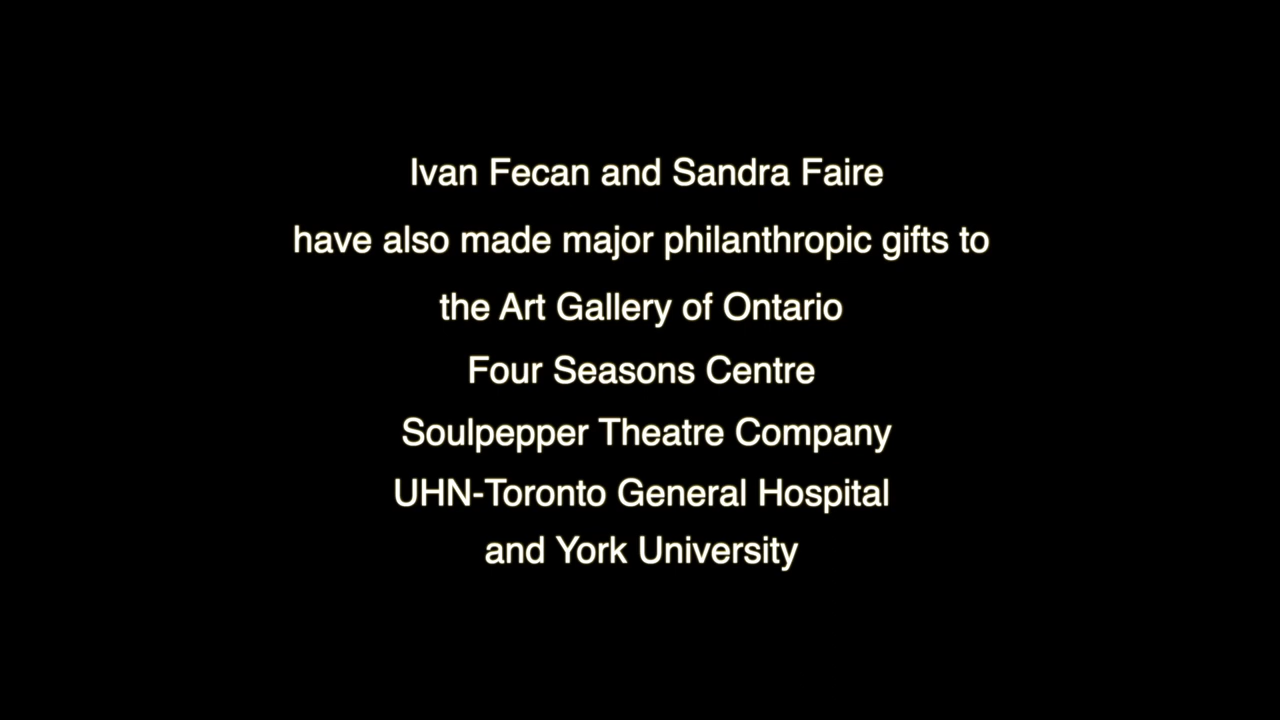 Ivan Fecan and Sandra Faire
have also made major philanthropic gifts to
the Art Gallery of Ontario
Four Seasons Centre
Soulpepper Theatre Company
UHN-Toronto General Hospital
and York University